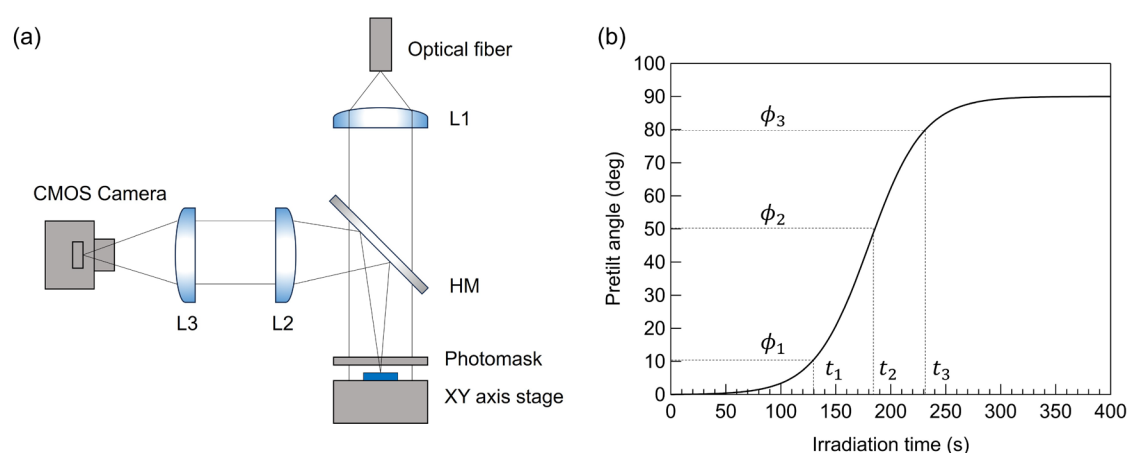 (a)
Optical fiber
L1
CMOS Camera
HM
L3
L2
Photomask
XY axis stage
(b)
Pretilt angle (deg)
100
90
80
70
60
50
40
30
20
10
0
ϕ₃
ϕ₂
ϕ₁
t₁
t₂
t₃
0 50 100 150 200 250 300 350 400
Irradiation time (s)